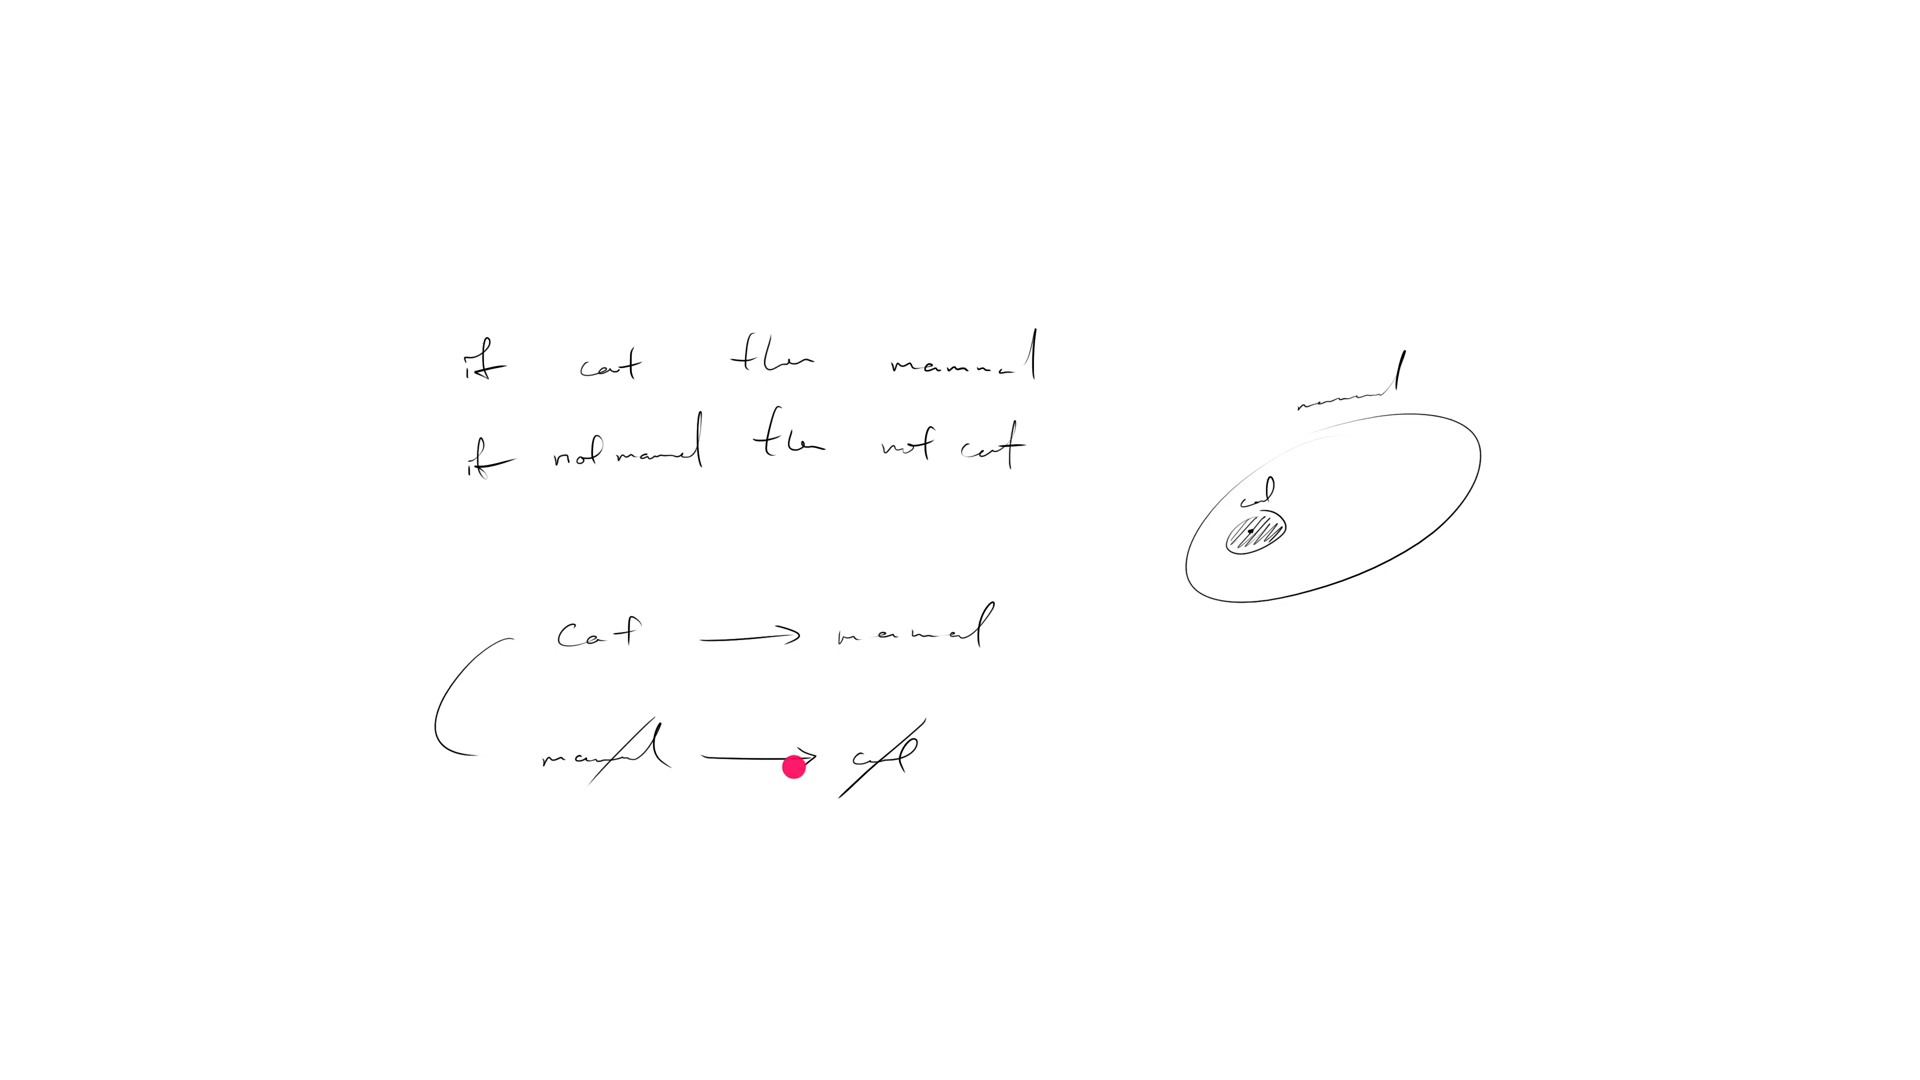 if cat then mammal
if not mammal then not cat
mammal
cat
cat → mammal
mammal → cat